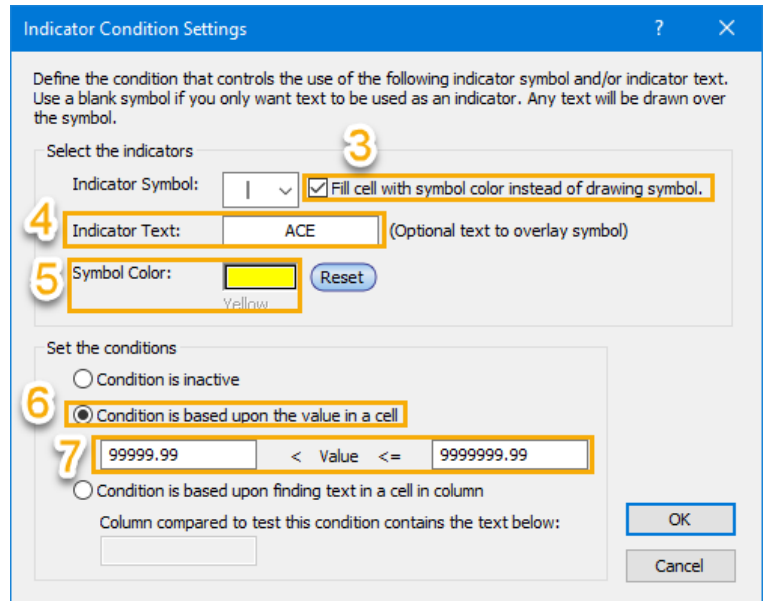 Indicator Condition Settings ? ×
Define the condition that controls the use of the following indicator symbol and/or indicator text.
Use a blank symbol if you only want text to be used as an indicator. Any text will be drawn over
the symbol.
Select the indicators
3
Indicator Symbol: | Fill cell with symbol color instead of drawing symbol.
4 Indicator Text: ACE (Optional text to overlay symbol)
5 Symbol Color: Reset
Yellow
Set the conditions
Condition is inactive
6 Condition is based upon the value in a cell
7 99999.99 < Value <= 9999999.99
Condition is based upon finding text in a cell in column
Column compared to test this condition contains the text below:
OK
Cancel